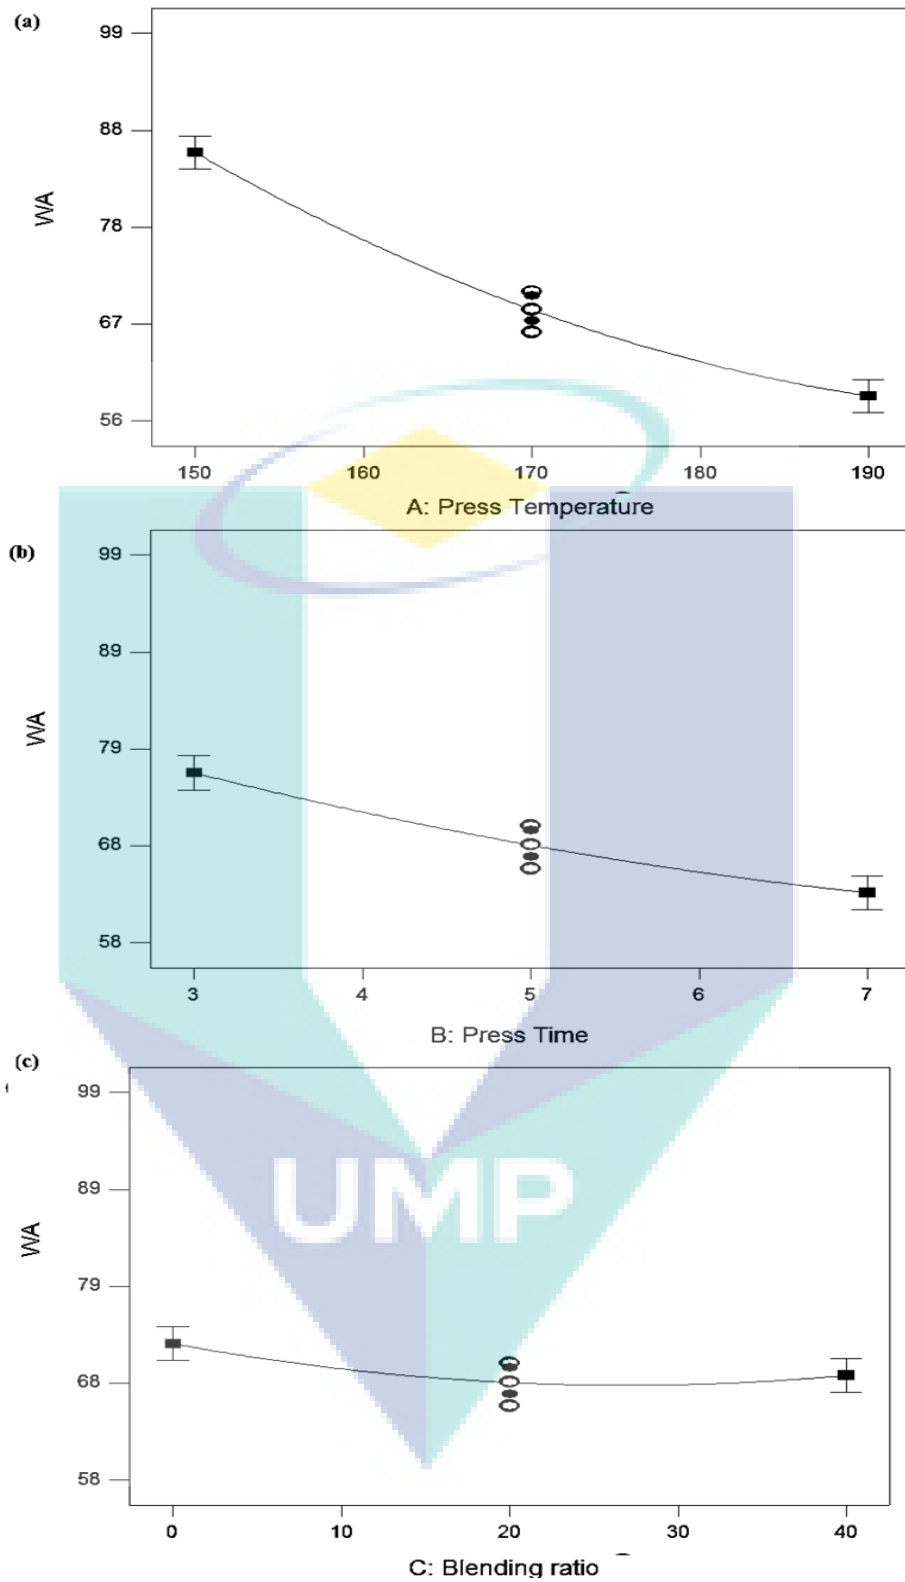 (a)
99
88
78
67
56
WA
150 160 170 180 190
A: Press Temperature
(b)
99
89
79
68
58
WA
3 4 5 6 7
B: Press Time
(c)
99
89
79
68
58
WA
UMP
0 10 20 30 40
C: Blending ratio